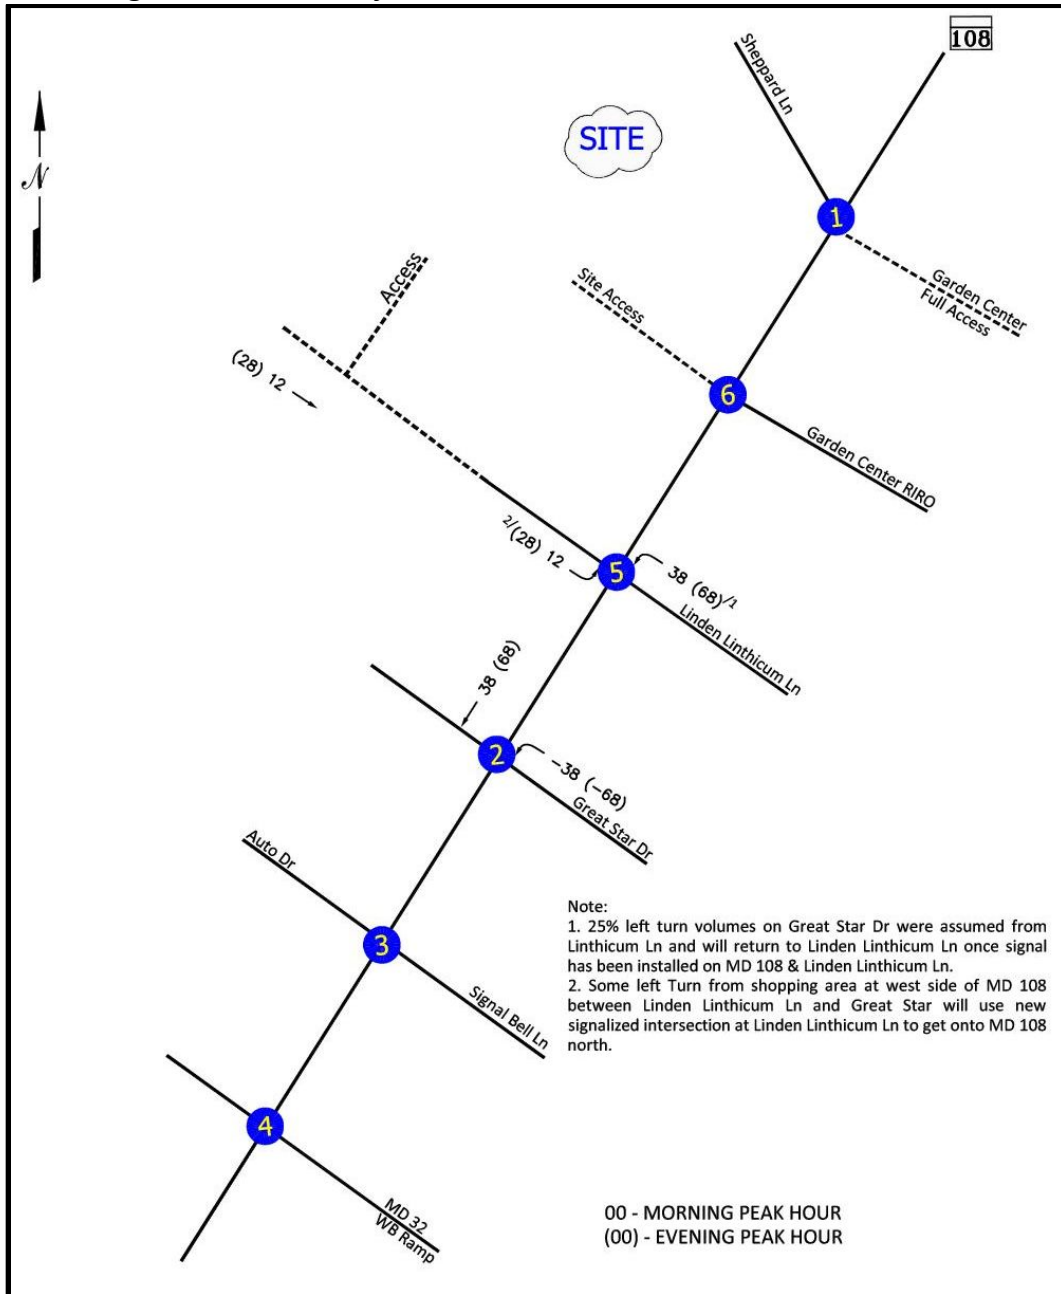 108
Sheppard Ln
SITE
N
1
Garden Center
Full Access
Access
Site Access
6
Garden Center RIRO
(28) 12
2/(28) 12
5
38 (68)/1
Linden Linthicum Ln
38 (68)
2
-38 (-68)
Great Star Dr
Auto Dr
3
Signal Bell Ln
Note:
1. 25% left turn volumes on Great Star Dr were assumed from
Linthicum Ln and will return to Linden Linthicum Ln once signal
has been installed on MD 108 & Linden Linthicum Ln.
2. Some left Turn from shopping area at west side of MD 108
between Linden Linthicum Ln and Great Star will use new
signalized intersection at Linden Linthicum Ln to get onto MD 108
north.
4
MD 32
WB Ramp
00 - MORNING PEAK HOUR
(00) - EVENING PEAK HOUR